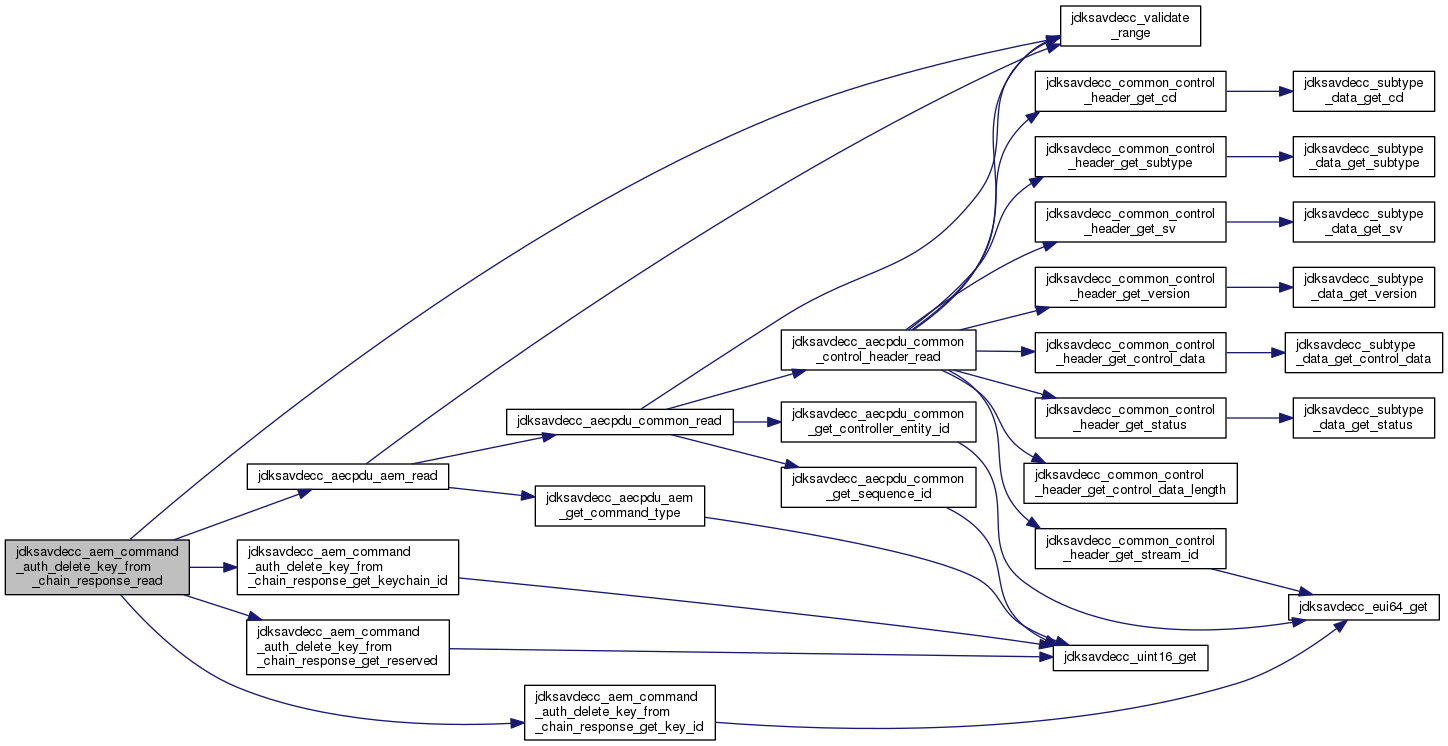 jdksavdecc_validate
_range
jdksavdecc_common_control
_header_get_cd
jdksavdecc_subtype
_data_get_cd
jdksavdecc_common_control
_header_get_subtype
jdksavdecc_subtype
_data_get_subtype
jdksavdecc_common_control
_header_get_sv
jdksavdecc_subtype
_data_get_sv
jdksavdecc_common_control
_header_get_version
jdksavdecc_subtype
_data_get_version
jdksavdecc_aecpdu_common
_control_header_read
jdksavdecc_common_control
_header_get_control_data
jdksavdecc_subtype
_data_get_control_data
jdksavdecc_aecpdu_common_read
jdksavdecc_aecpdu_common
_get_controller_entity_id
jdksavdecc_common_control
_header_get_status
jdksavdecc_subtype
_data_get_status
jdksavdecc_aecpdu_aem_read
jdksavdecc_aecpdu_common
_get_sequence_id
jdksavdecc_common_control
_header_get_control_data_length
jdksavdecc_aecpdu_aem
_get_command_type
jdksavdecc_common_control
_header_get_stream_id
jdksavdecc_aem_command
_auth_delete_key_from
_chain_response_read
jdksavdecc_aem_command
_auth_delete_key_from
_chain_response_get_keychain_id
jdksavdecc_eui64_get
jdksavdecc_aem_command
_auth_delete_key_from
_chain_response_get_reserved
jdksavdecc_uint16_get
jdksavdecc_aem_command
_auth_delete_key_from
_chain_response_get_key_id